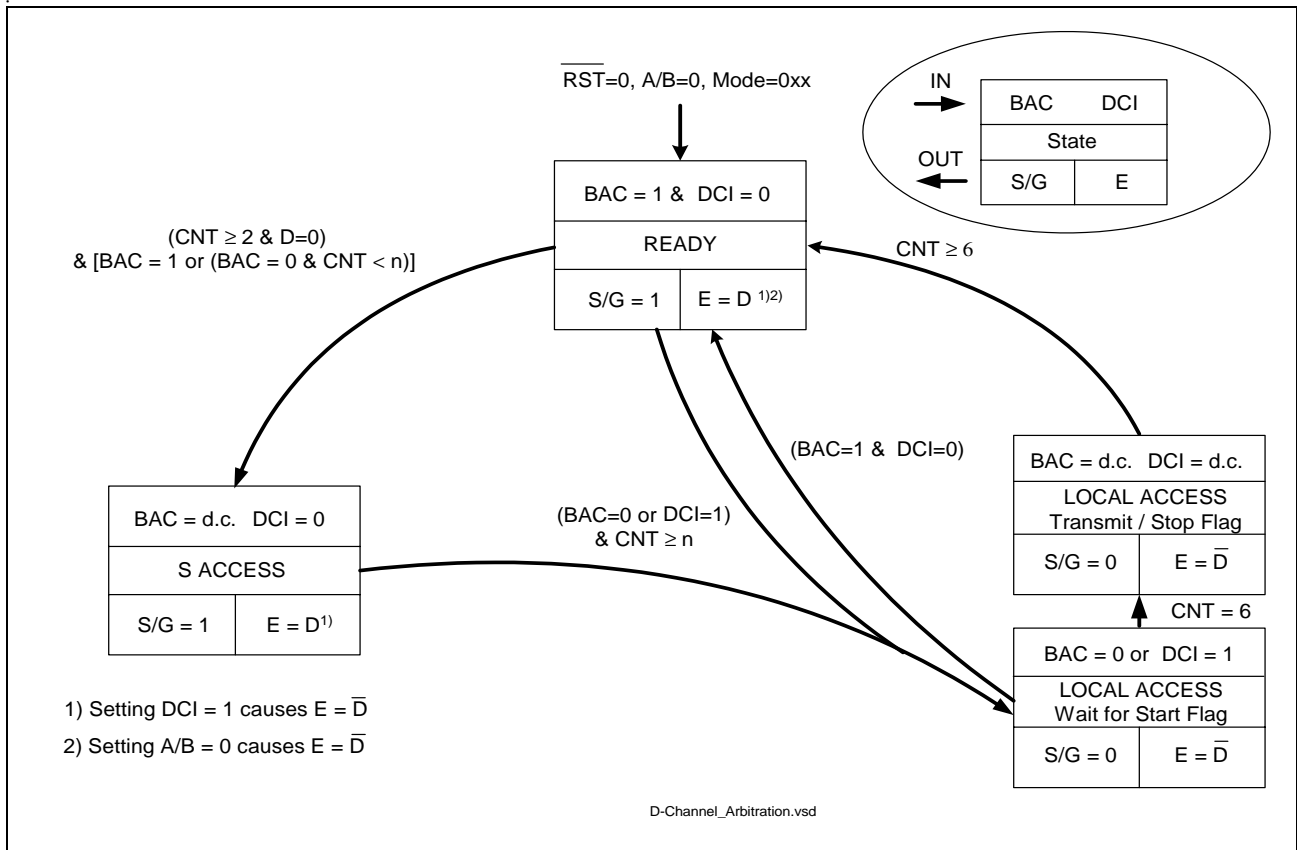 R̅S̅T̅=0, A/B=0, Mode=0xx
IN
BAC DCI
State
OUT
S/G E
BAC = 1 & DCI = 0
READY
S/G = 1 E = D 1)2)
(CNT ≥ 2 & D=0)
& [BAC = 1 or (BAC = 0 & CNT < n)]
CNT ≥ 6
(BAC=1 & DCI=0)
(BAC=0 or DCI=1)
& CNT ≥ n
BAC = d.c. DCI = d.c.
LOCAL ACCESS
Transmit / Stop Flag
S/G = 0 E = D̅
CNT = 6
BAC = 0 or DCI = 1
LOCAL ACCESS
Wait for Start Flag
S/G = 0 E = D̅
BAC = d.c. DCI = 0
S ACCESS
S/G = 1 E = D1)
1) Setting DCI = 1 causes E = D̅
2) Setting A/B = 0 causes E = D̅
D-Channel_Arbitration.vsd